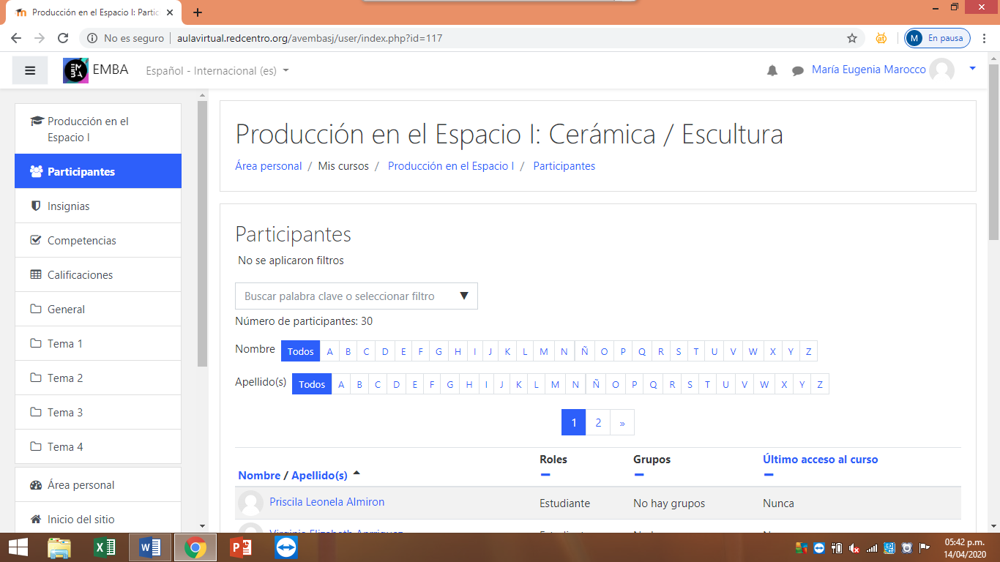 Producción en el Espacio I: Partic
No es seguro | aulavirtual.redcentro.org/avembasj/user/index.php?id=117
M En pausa
EMBA Español - Internacional (es) María Eugenia Marocco
Producción en el Espacio I
Participantes
Insignias
Competencias
Calificaciones
General
Tema 1
Tema 2
Tema 3
Tema 4
Área personal
Inicio del sitio
Producción en el Espacio I: Cerámica / Escultura
Área personal / Mis cursos / Producción en el Espacio I / Participantes
Participantes
No se aplicaron filtros
Buscar palabra clave o seleccionar filtro
Número de participantes: 30
Nombre Todos A B C D E F G H I J K L M N Ñ O P Q R S T U V W X Y Z
Apellido(s) Todos A B C D E F G H I J K L M N Ñ O P Q R S T U V W X Y Z
1 2 »
Nombre / Apellido(s) Roles Grupos Último acceso al curso
Priscila Leonela Almiron Estudiante No hay grupos Nunca
05:42 p.m.
14/04/2020